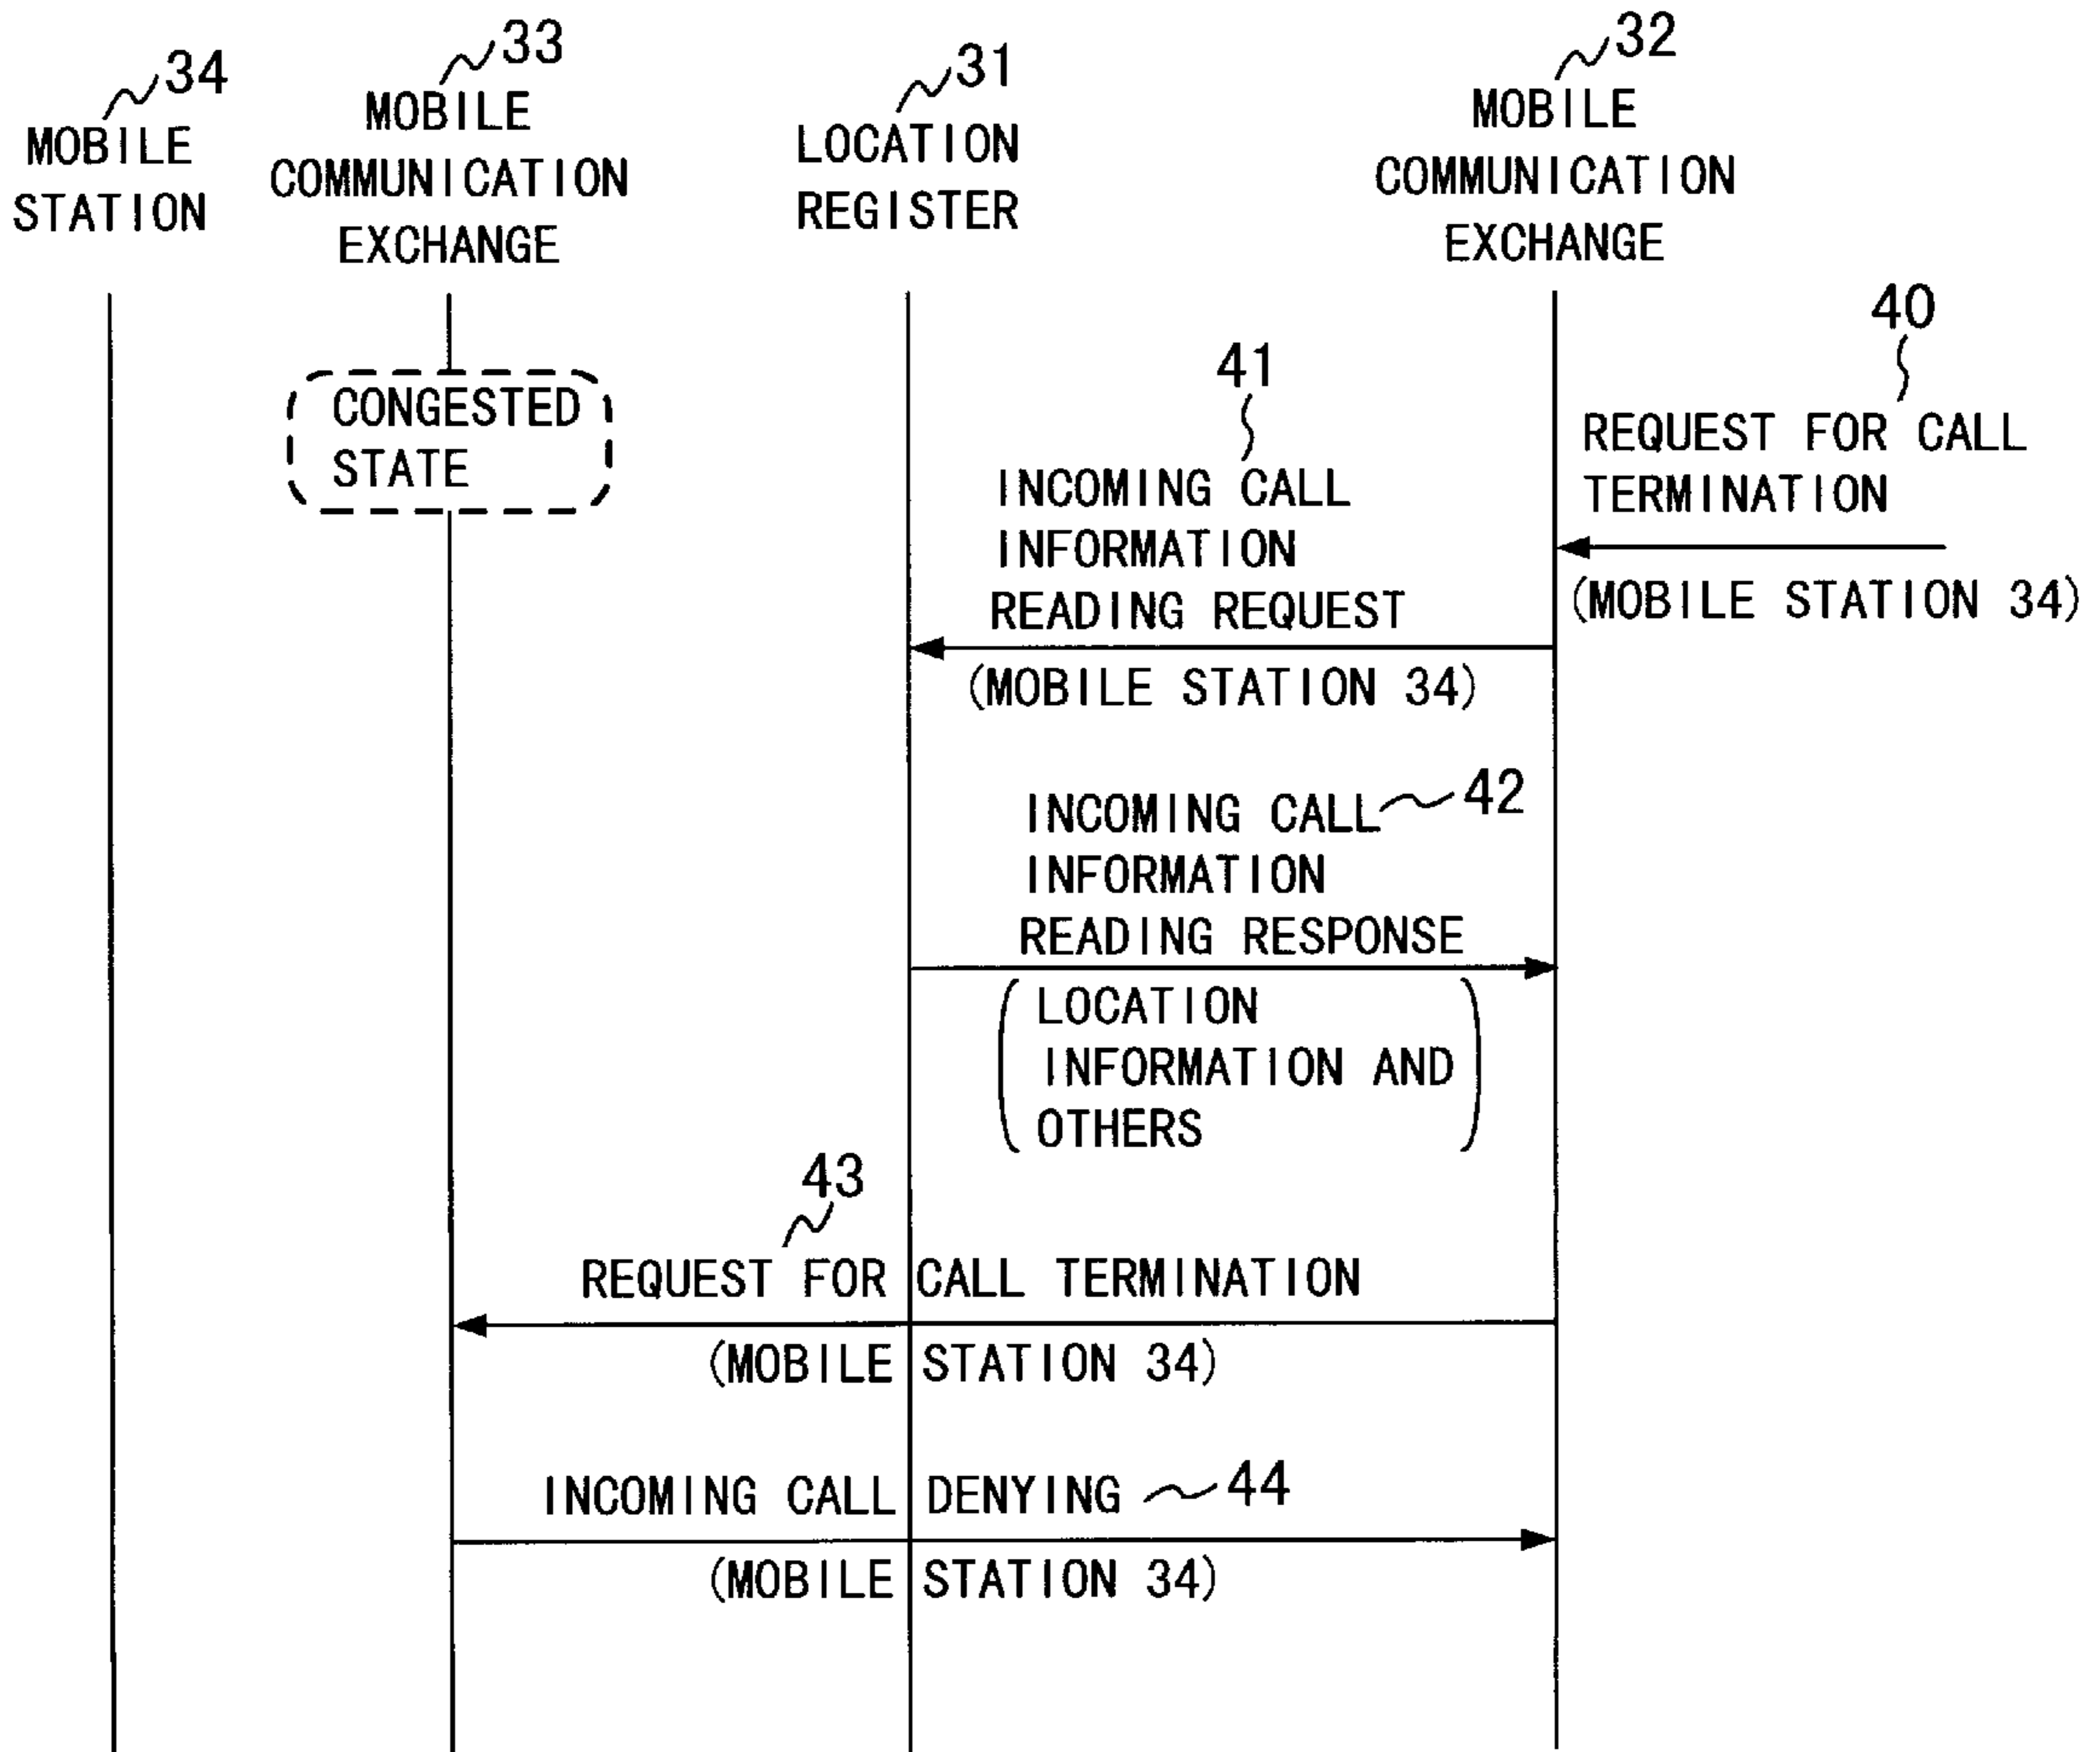 34
MOBILE
STATION
33
MOBILE
COMMUNICATION
EXCHANGE
31
LOCATION
REGISTER
32
MOBILE
COMMUNICATION
EXCHANGE
CONGESTED
STATE
40
REQUEST FOR CALL
TERMINATION
(MOBILE STATION 34)
41
INCOMING CALL
INFORMATION
READING REQUEST
(MOBILE STATION 34)
INCOMING CALL 42
INFORMATION
READING RESPONSE
(LOCATION
INFORMATION AND
OTHERS)
43
REQUEST FOR CALL TERMINATION
(MOBILE STATION 34)
INCOMING CALL DENYING 44
(MOBILE STATION 34)